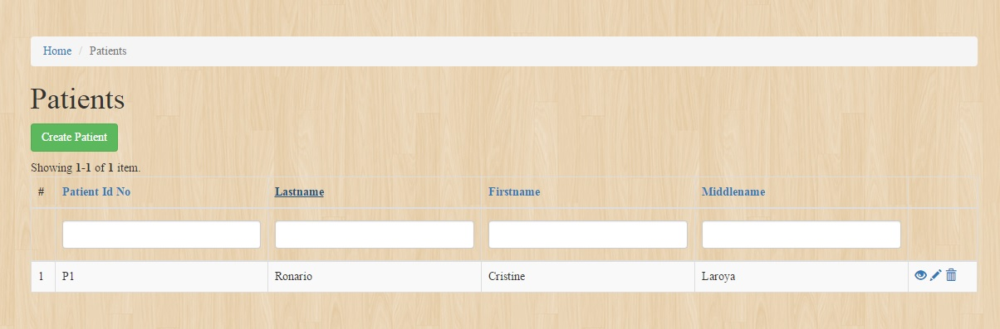 Home / Patients
Patients
Create Patient
Showing 1-1 of 1 item.
# Patient Id No Lastname Firstname Middlename
1 P1 Ronario Cristine Laroya